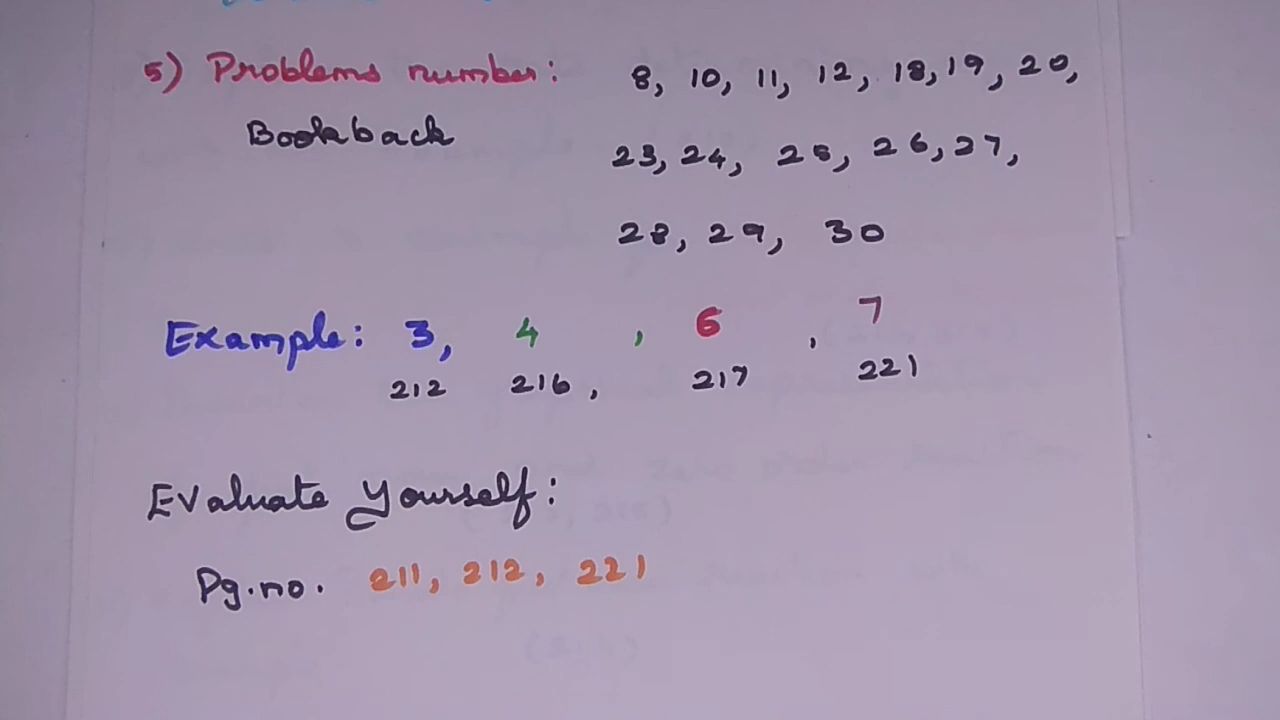 5) Problems number: 8, 10, 11, 12, 18, 19, 20,
Bookback 23, 24, 25, 26, 27,
28, 29, 30
Example: 3, 4 , 6 , 7
212 216, 217 221
Evaluate yourself:
Pg.no. 211, 212, 221